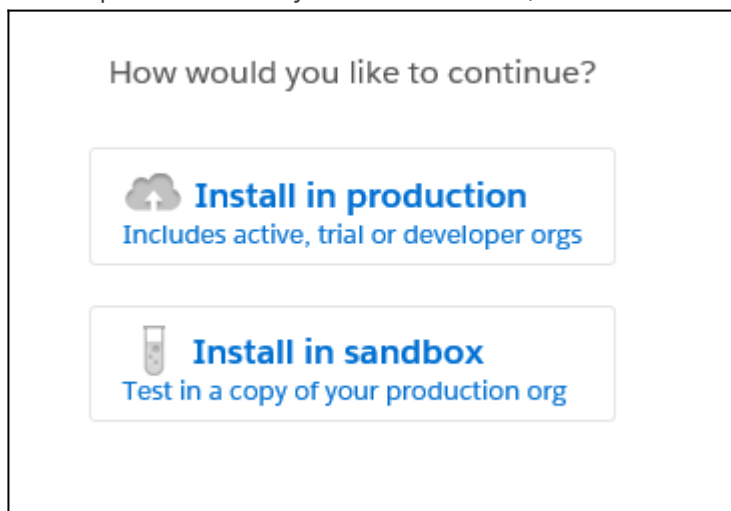 How would you like to continue?
Install in production
Includes active, trial or developer orgs
Install in sandbox
Test in a copy of your production org